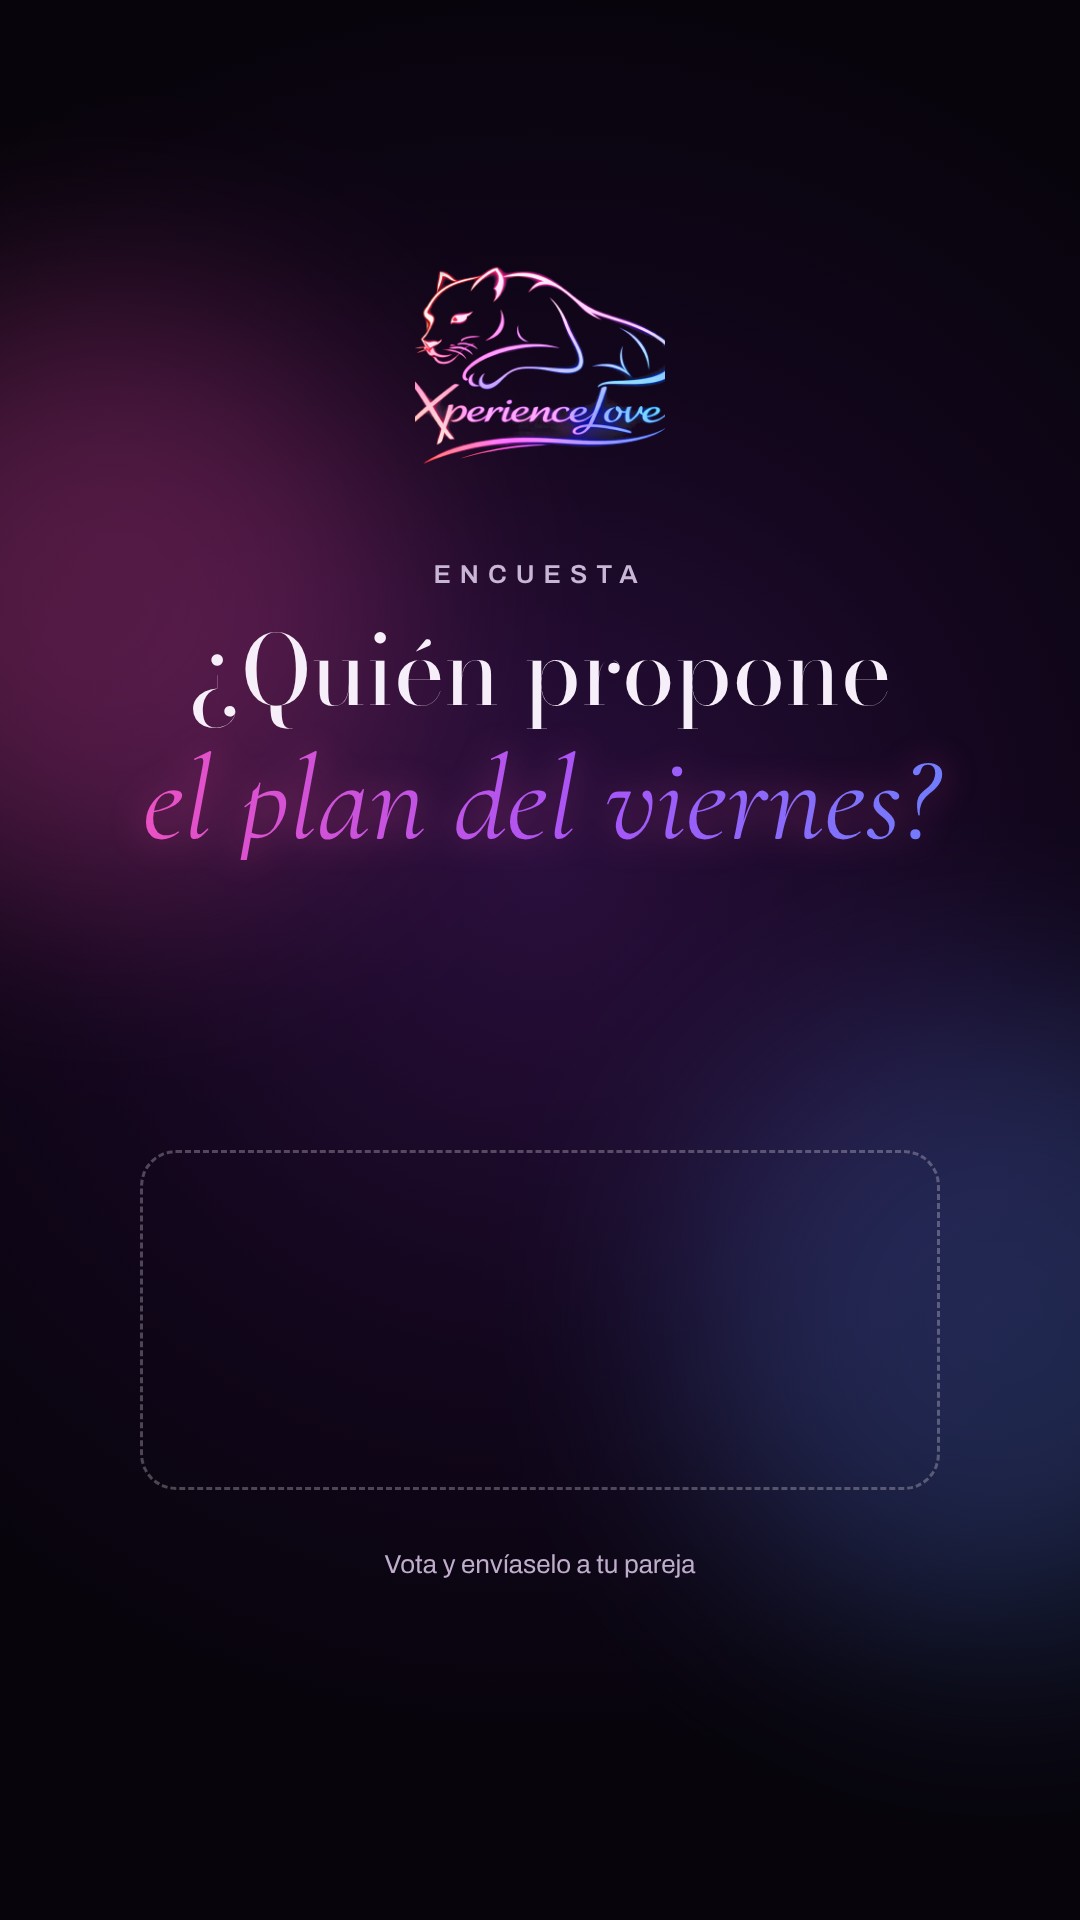 XperienceLove
ENCUESTA
¿Quién propone
el plan del viernes?
Vota y envíaselo a tu pareja